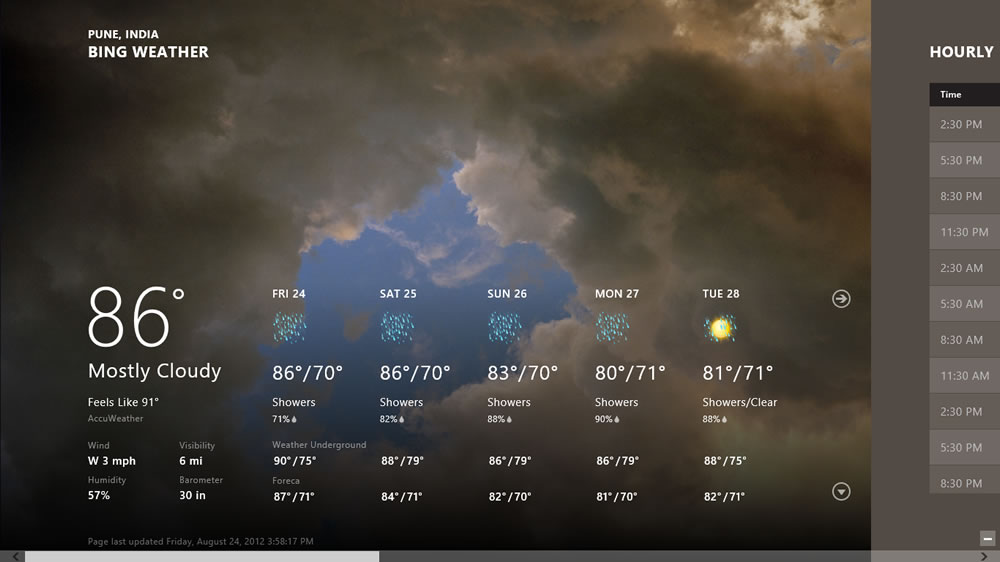 PUNE, INDIA
BING WEATHER
86°
Mostly Cloudy
Feels Like 91°
AccuWeather
Wind Visibility
W 3 mph 6 mi
Humidity Barometer
57% 30 in
FRI 24 SAT 25 SUN 26 MON 27 TUE 28
86°/70° 86°/70° 83°/70° 80°/71° 81°/71°
Showers Showers Showers Showers Showers/Clear
71% 82% 88% 90% 88%
Weather Underground
90°/75° 88°/79° 86°/79° 86°/79° 88°/75°
Foreca
87°/71° 84°/71° 82°/70° 81°/70° 82°/71°
Page last updated Friday, August 24, 2012 3:58:17 PM
HOURLY
Time
2:30 PM
5:30 PM
8:30 PM
11:30 PM
2:30 AM
5:30 AM
8:30 AM
11:30 AM
2:30 PM
5:30 PM
8:30 PM